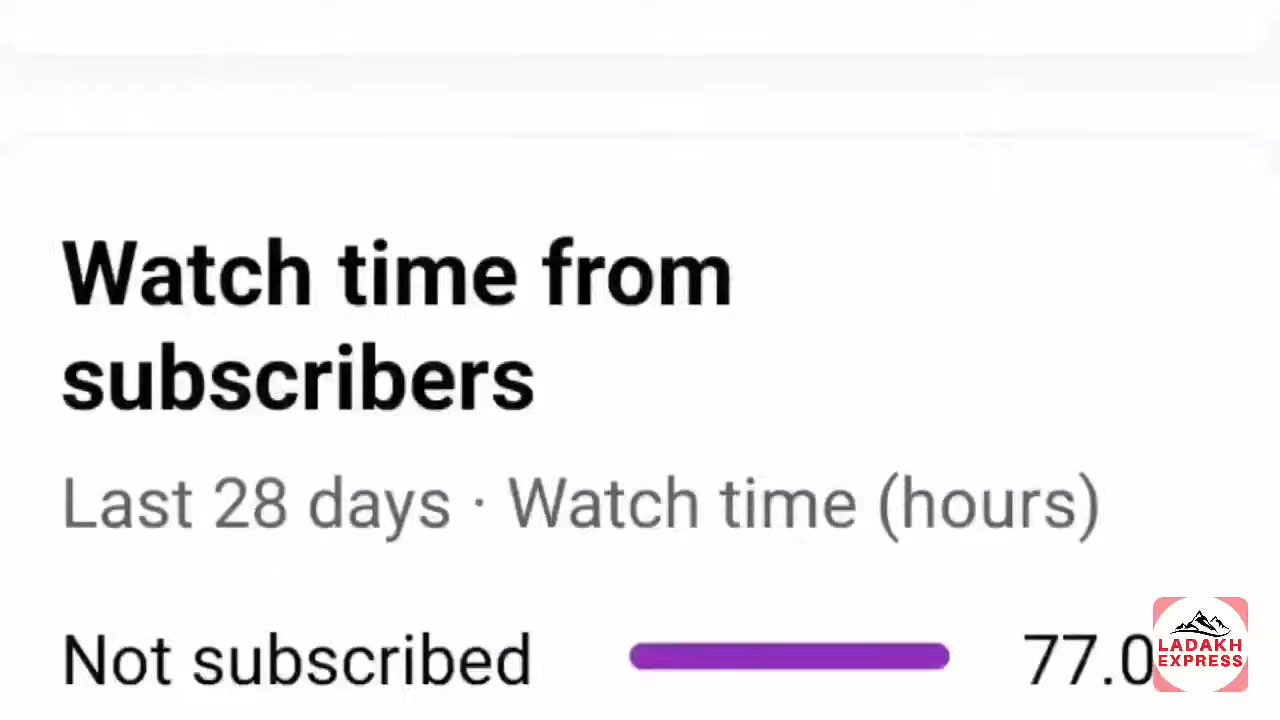 Watch time from
subscribers
Last 28 days · Watch time (hours)
Not subscribed 77.0
LADAKH
EXPRESS